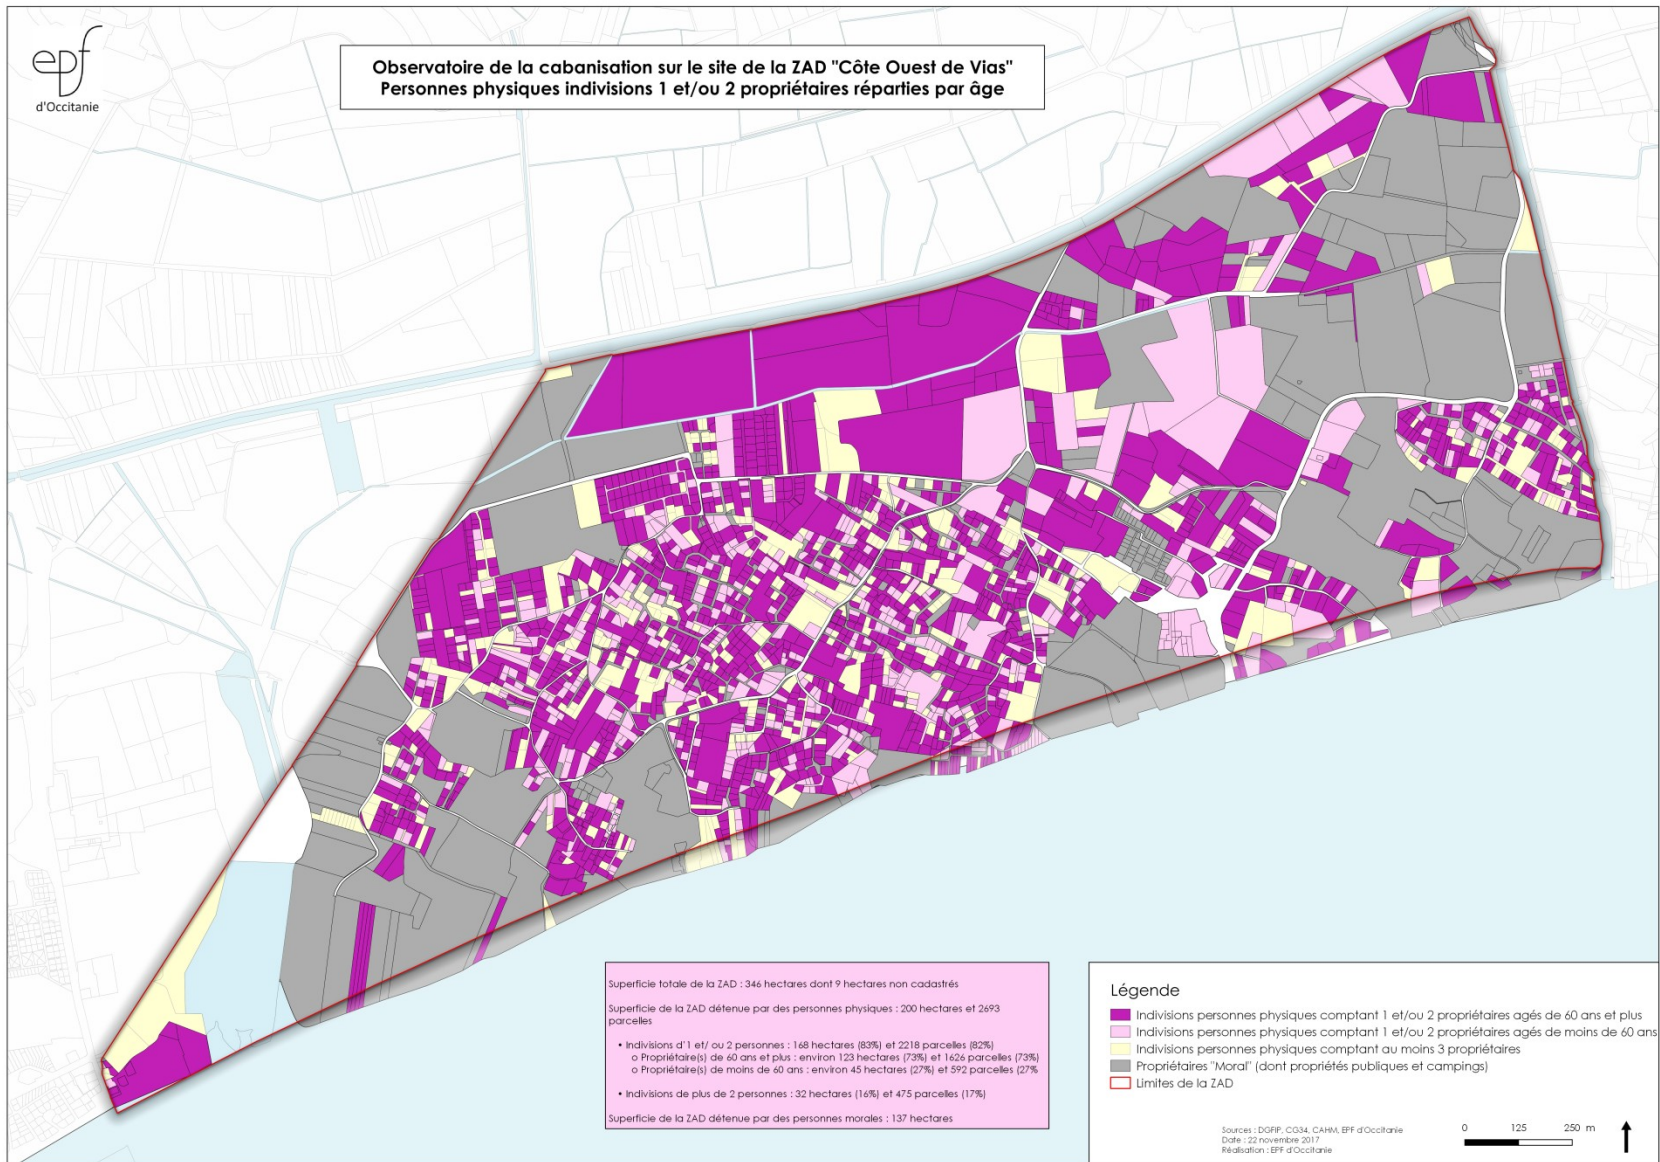 epf
d'Occitanie
Observatoire de la cabanisation sur le site de la ZAD "Côte Ouest de Vias"
Personnes physiques indivisions 1 et/ou 2 propriétaires réparties par âge
Superficie totale de la ZAD : 346 hectares dont 9 hectares non cadastrés
Superficie de la ZAD détenue par des personnes physiques : 200 hectares et 2693
parcelles
• Indivisions d'1 et/ ou 2 personnes : 168 hectares (83%) et 2218 parcelles (82%)
o Propriétaire(s) de 60 ans et plus : environ 123 hectares (73%) et 1626 parcelles (73%)
o Propriétaire(s) de moins de 60 ans : environ 45 hectares (27%) et 592 parcelles (27%
• Indivisions de plus de 2 personnes : 32 hectares (16%) et 475 parcelles (17%)
Superficie de la ZAD détenue par des personnes morales : 137 hectares
Légende
Indivisions personnes physiques comptant 1 et/ou 2 propriétaires agés de 60 ans et plus
Indivisions personnes physiques comptant 1 et/ou 2 propriétaires agés de moins de 60 ans
Indivisions personnes physiques comptant au moins 3 propriétaires
Propriétaires "Moral" (dont propriétés publiques et campings)
Limites de la ZAD
Sources : DGFIP, CG34, CAHM, EPF d'Occitanie
Date : 22 novembre 2017
Réalisation : EPF d'Occitanie
0 125 250 m